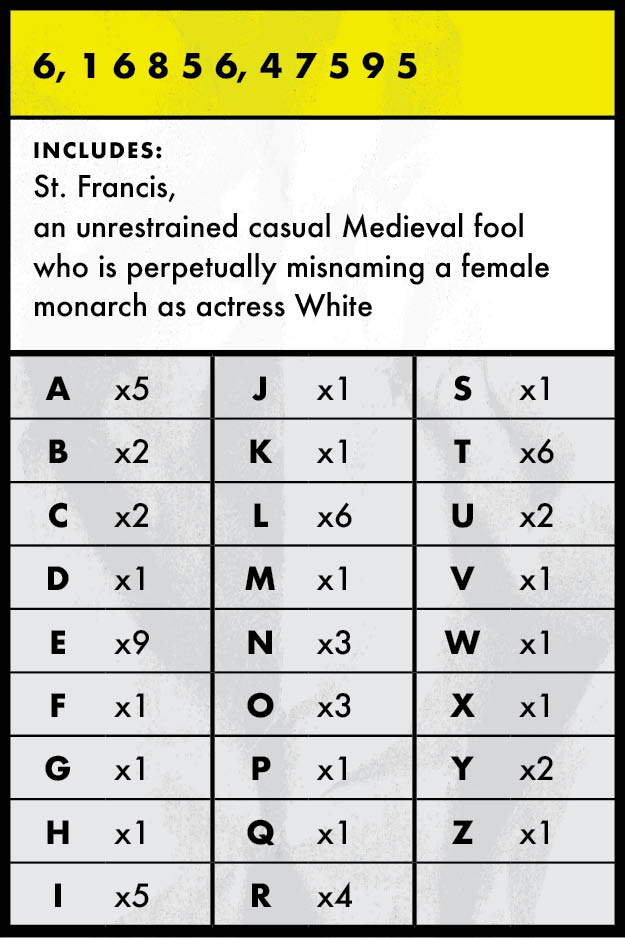 6, 1 6 8 5 6, 4 7 5 9 5
INCLUDES:
St. Francis,
an unrestrained casual Medieval fool
who is perpetually misnaming a female
monarch as actress White
A x5 J x1 S x1
B x2 K x1 T x6
C x2 L x6 U x2
D x1 M x1 V x1
E x9 N x3 W x1
F x1 O x3 X x1
G x1 P x1 Y x2
H x1 Q x1 Z x1
I x5 R x4